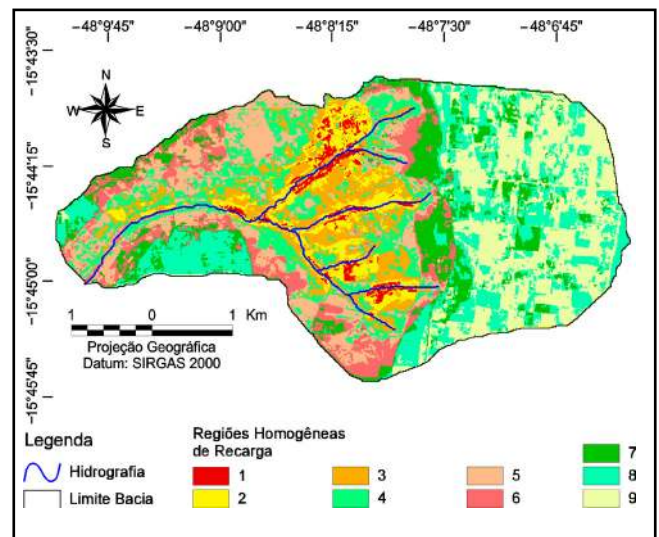 −48°9'45" −48°9'00" −48°8'15" −48°7'30" −48°6'45"
−15°43'30"
−15°44'15"
−15°45'00"
−15°45'45"
N
W E
S
1 0 1 Km
Projeção Geográfica
Datum: SIRGAS 2000
Legenda
Hidrografia
Limite Bacia
Regiões Homogêneas
de Recarga
1 3 5 7
2 4 6 8
9